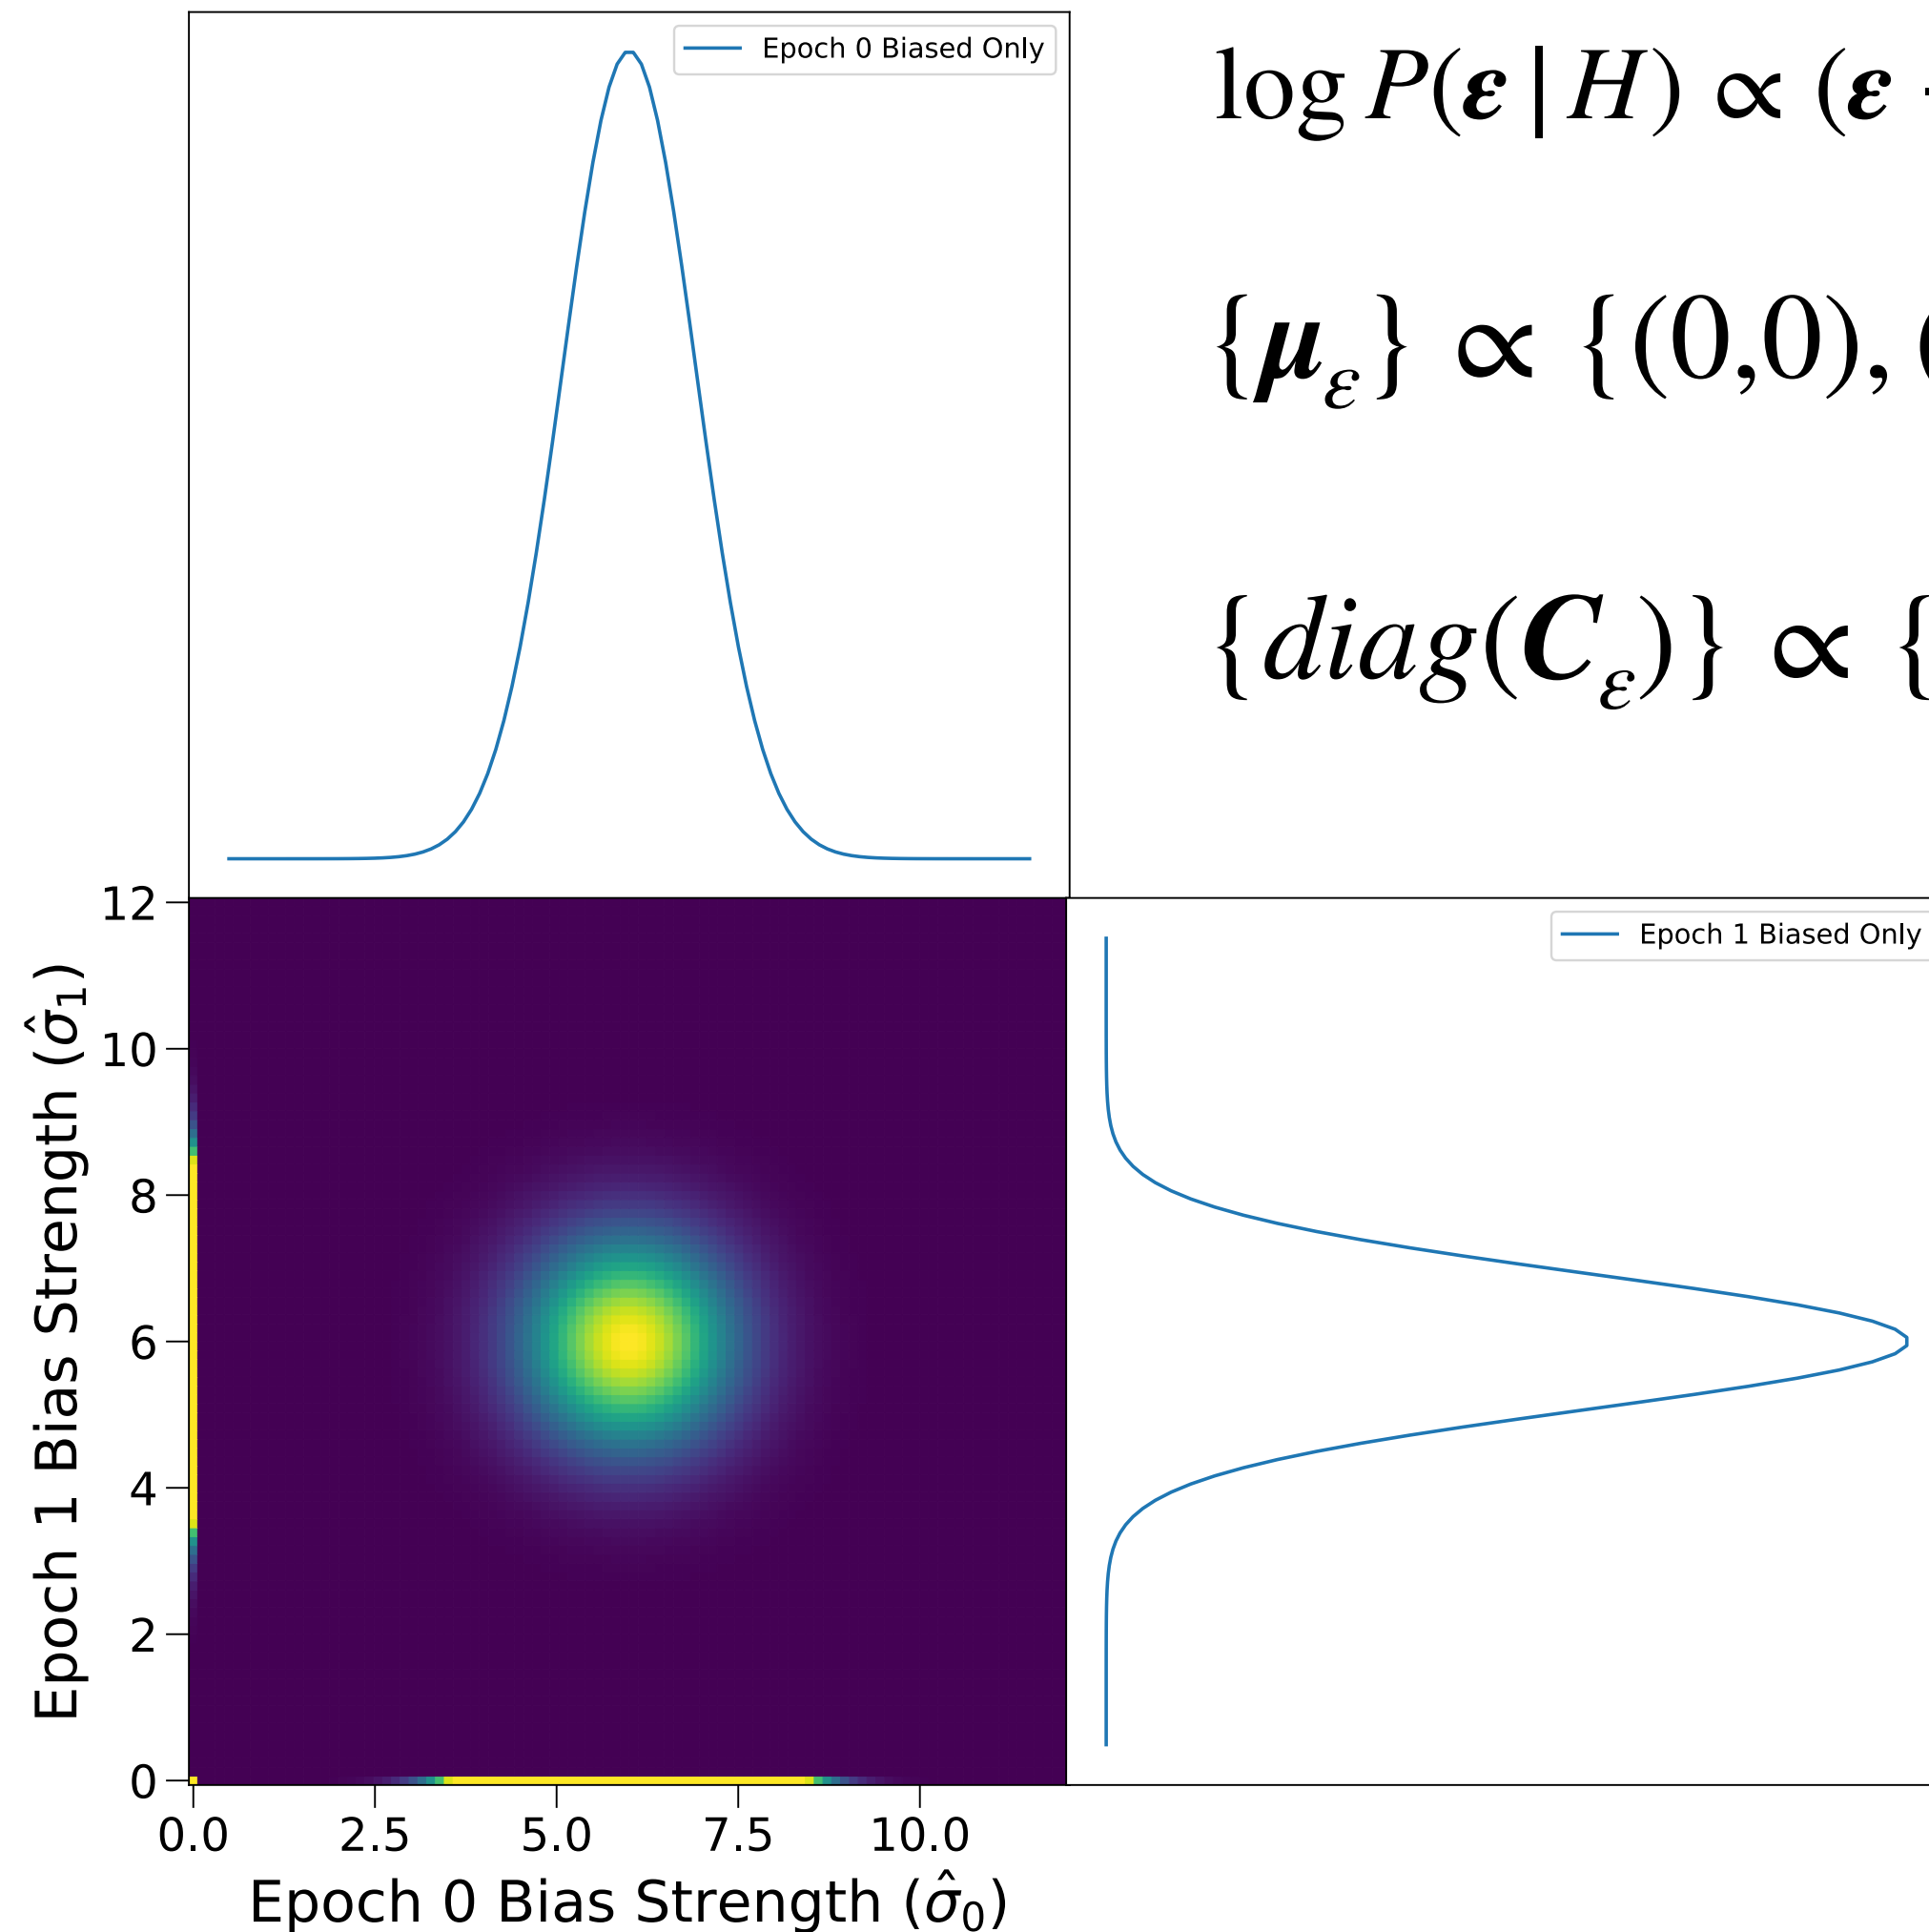 Epoch 0 Biased Only
log P(ε | H) ∝ (ε
{μ_ε} ∝ {(0,0), (
{diag(C_ε)} ∝ {
Epoch 1 Biased Only
Epoch 1 Bias Strength (σ̂₁)
12
10
8
6
4
2
0
0.0 2.5 5.0 7.5 10.0
Epoch 0 Bias Strength (σ̂₀)